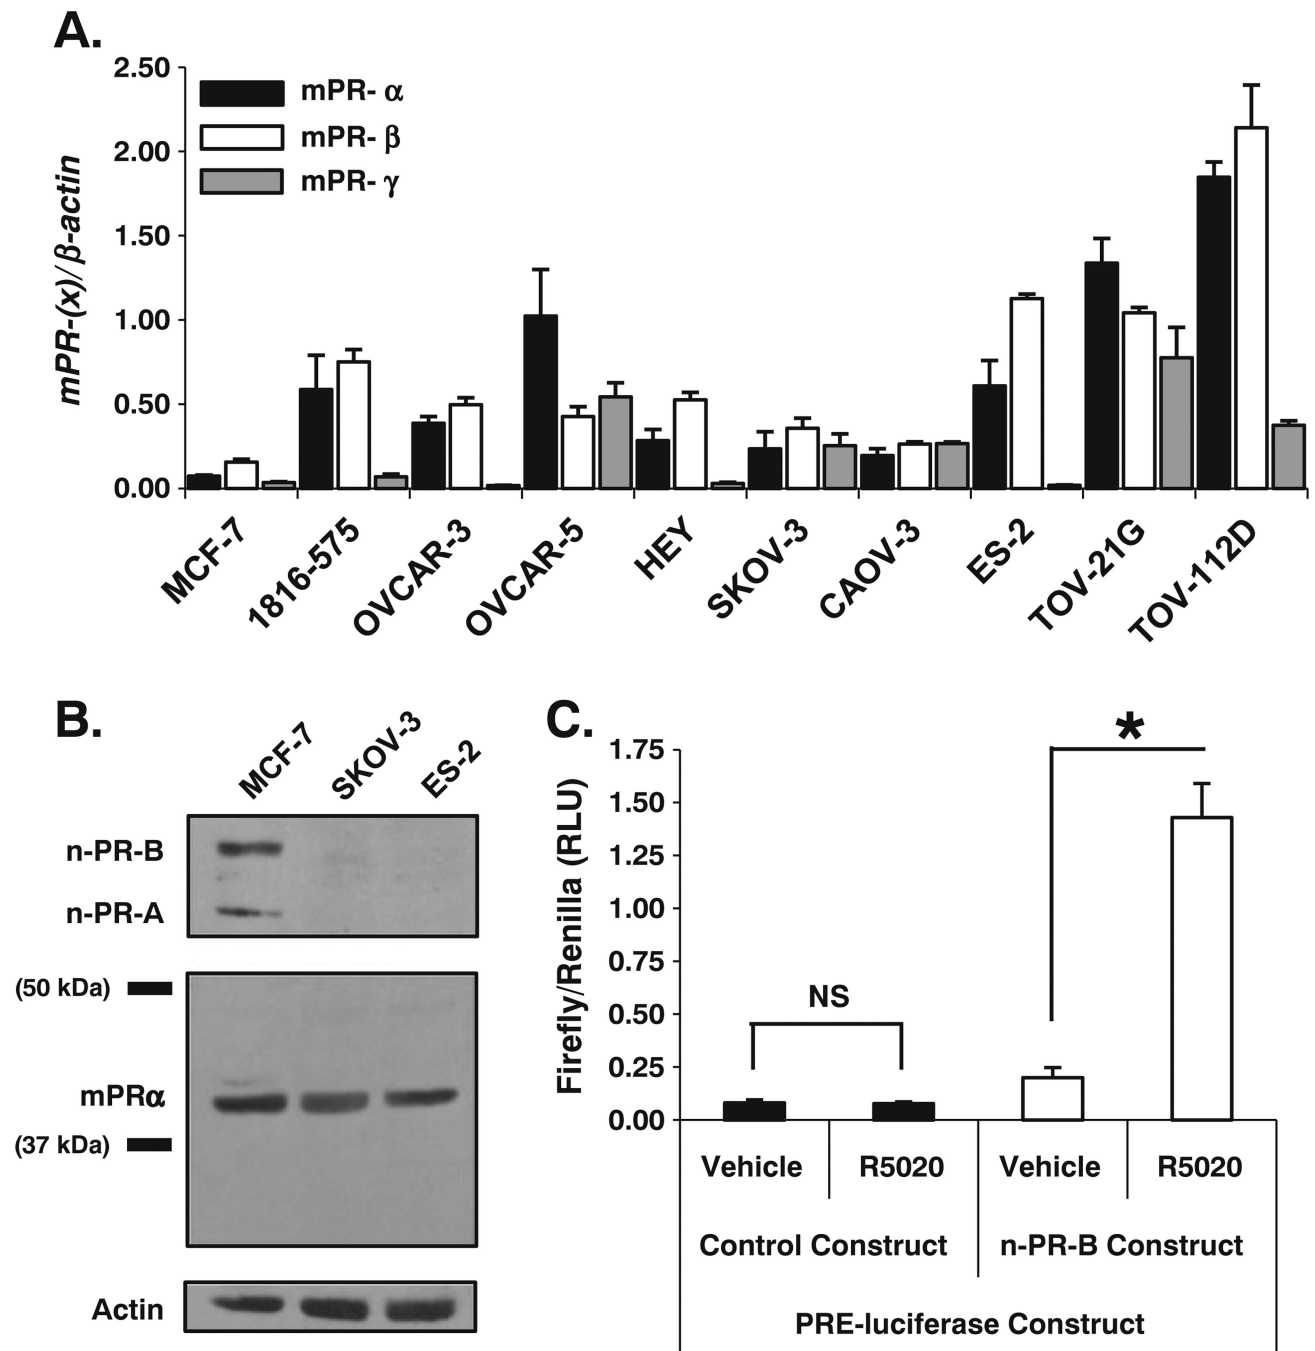 A.
2.50
2.00
1.50
1.00
0.50
0.00
mPR-(x)/β-actin
mPR- α
mPR- β
mPR- γ
MCF-7
1816-575
OVCAR-3
OVCAR-5
HEY
SKOV-3
CAOV-3
ES-2
TOV-21G
TOV-112D
B.
MCF-7
SKOV-3
ES-2
n-PR-B
n-PR-A
(50 kDa)
mPRα
(37 kDa)
Actin
C.
1.75
1.50
1.25
1.00
0.75
0.50
0.25
0.00
Firefly/Renilla (RLU)
NS
*
Vehicle
R5020
Vehicle
R5020
Control Construct
n-PR-B Construct
PRE-luciferase Construct